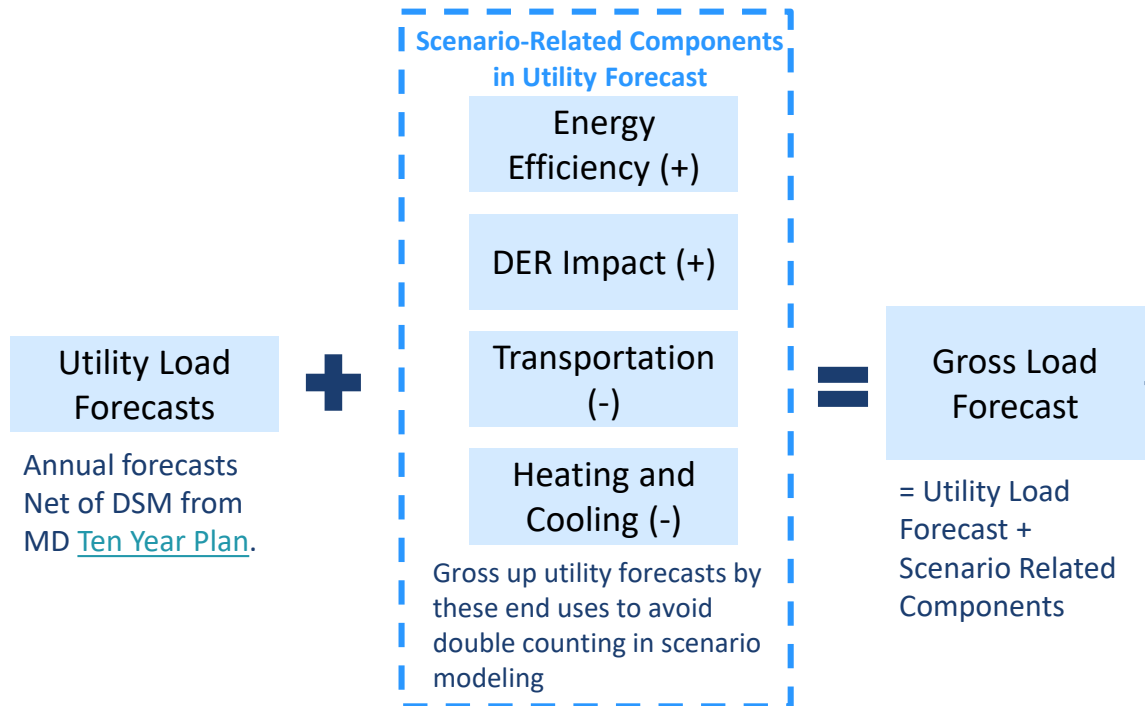 Scenario-Related Components
in Utility Forecast
Energy
Efficiency (+)
DER Impact (+)
Transportation
(-)
Heating and
Cooling (-)
Gross up utility forecasts by
these end uses to avoid
double counting in scenario
modeling
Utility Load
Forecasts
Annual forecasts
Net of DSM from
MD Ten Year Plan.
Gross Load
Forecast
= Utility Load
Forecast +
Scenario Related
Components